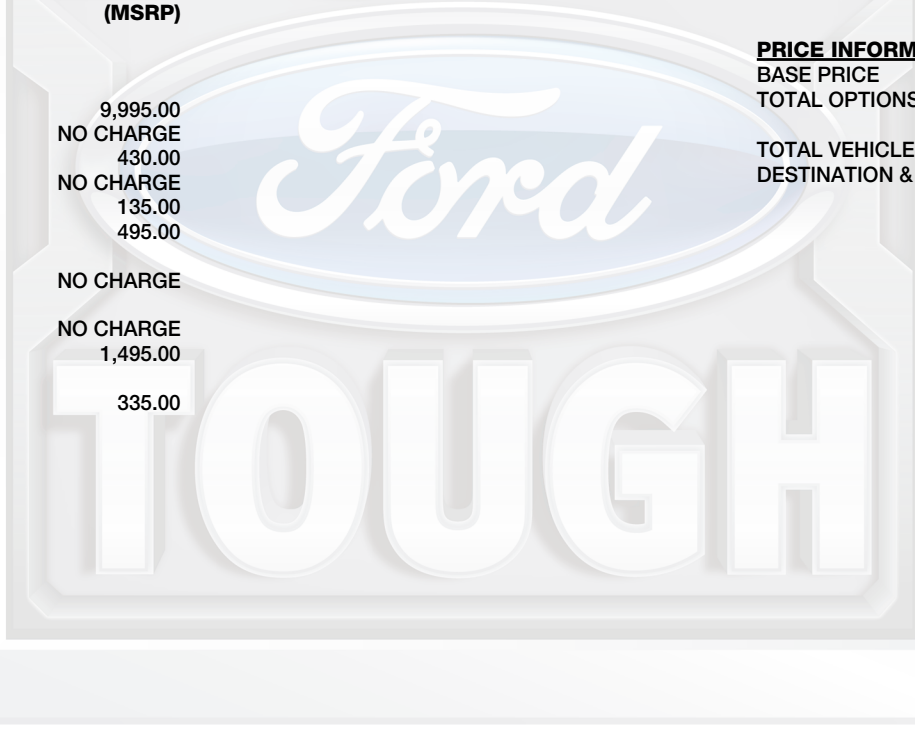 (MSRP)
9,995.00
NO CHARGE
430.00
NO CHARGE
135.00
495.00
NO CHARGE
NO CHARGE
1,495.00
335.00
PRICE INFORM
BASE PRICE
TOTAL OPTIONS
TOTAL VEHICLE
DESTINATION &
Ford
TOUGH